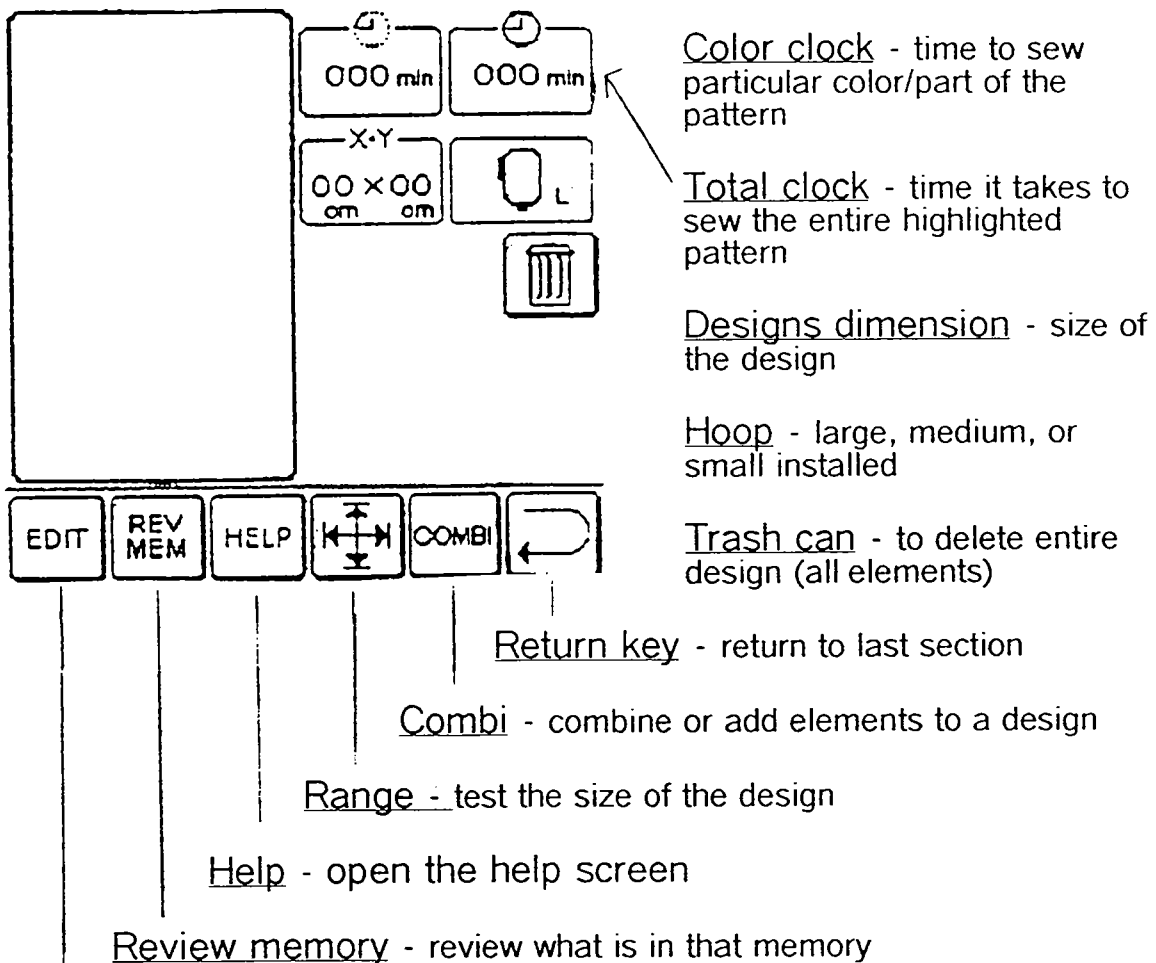 000 min
000 min
X·Y
00 × 00
cm cm
L
EDIT
REV
MEM
HELP
COMBI
Color clock - time to sew
particular color/part of the
pattern
Total clock - time it takes to
sew the entire highlighted
pattern
Designs dimension - size of
the design
Hoop - large, medium, or
small installed
Trash can - to delete entire
design (all elements)
Return key - return to last section
Combi - combine or add elements to a design
Range - test the size of the design
Help - open the help screen
Review memory - review what is in that memory